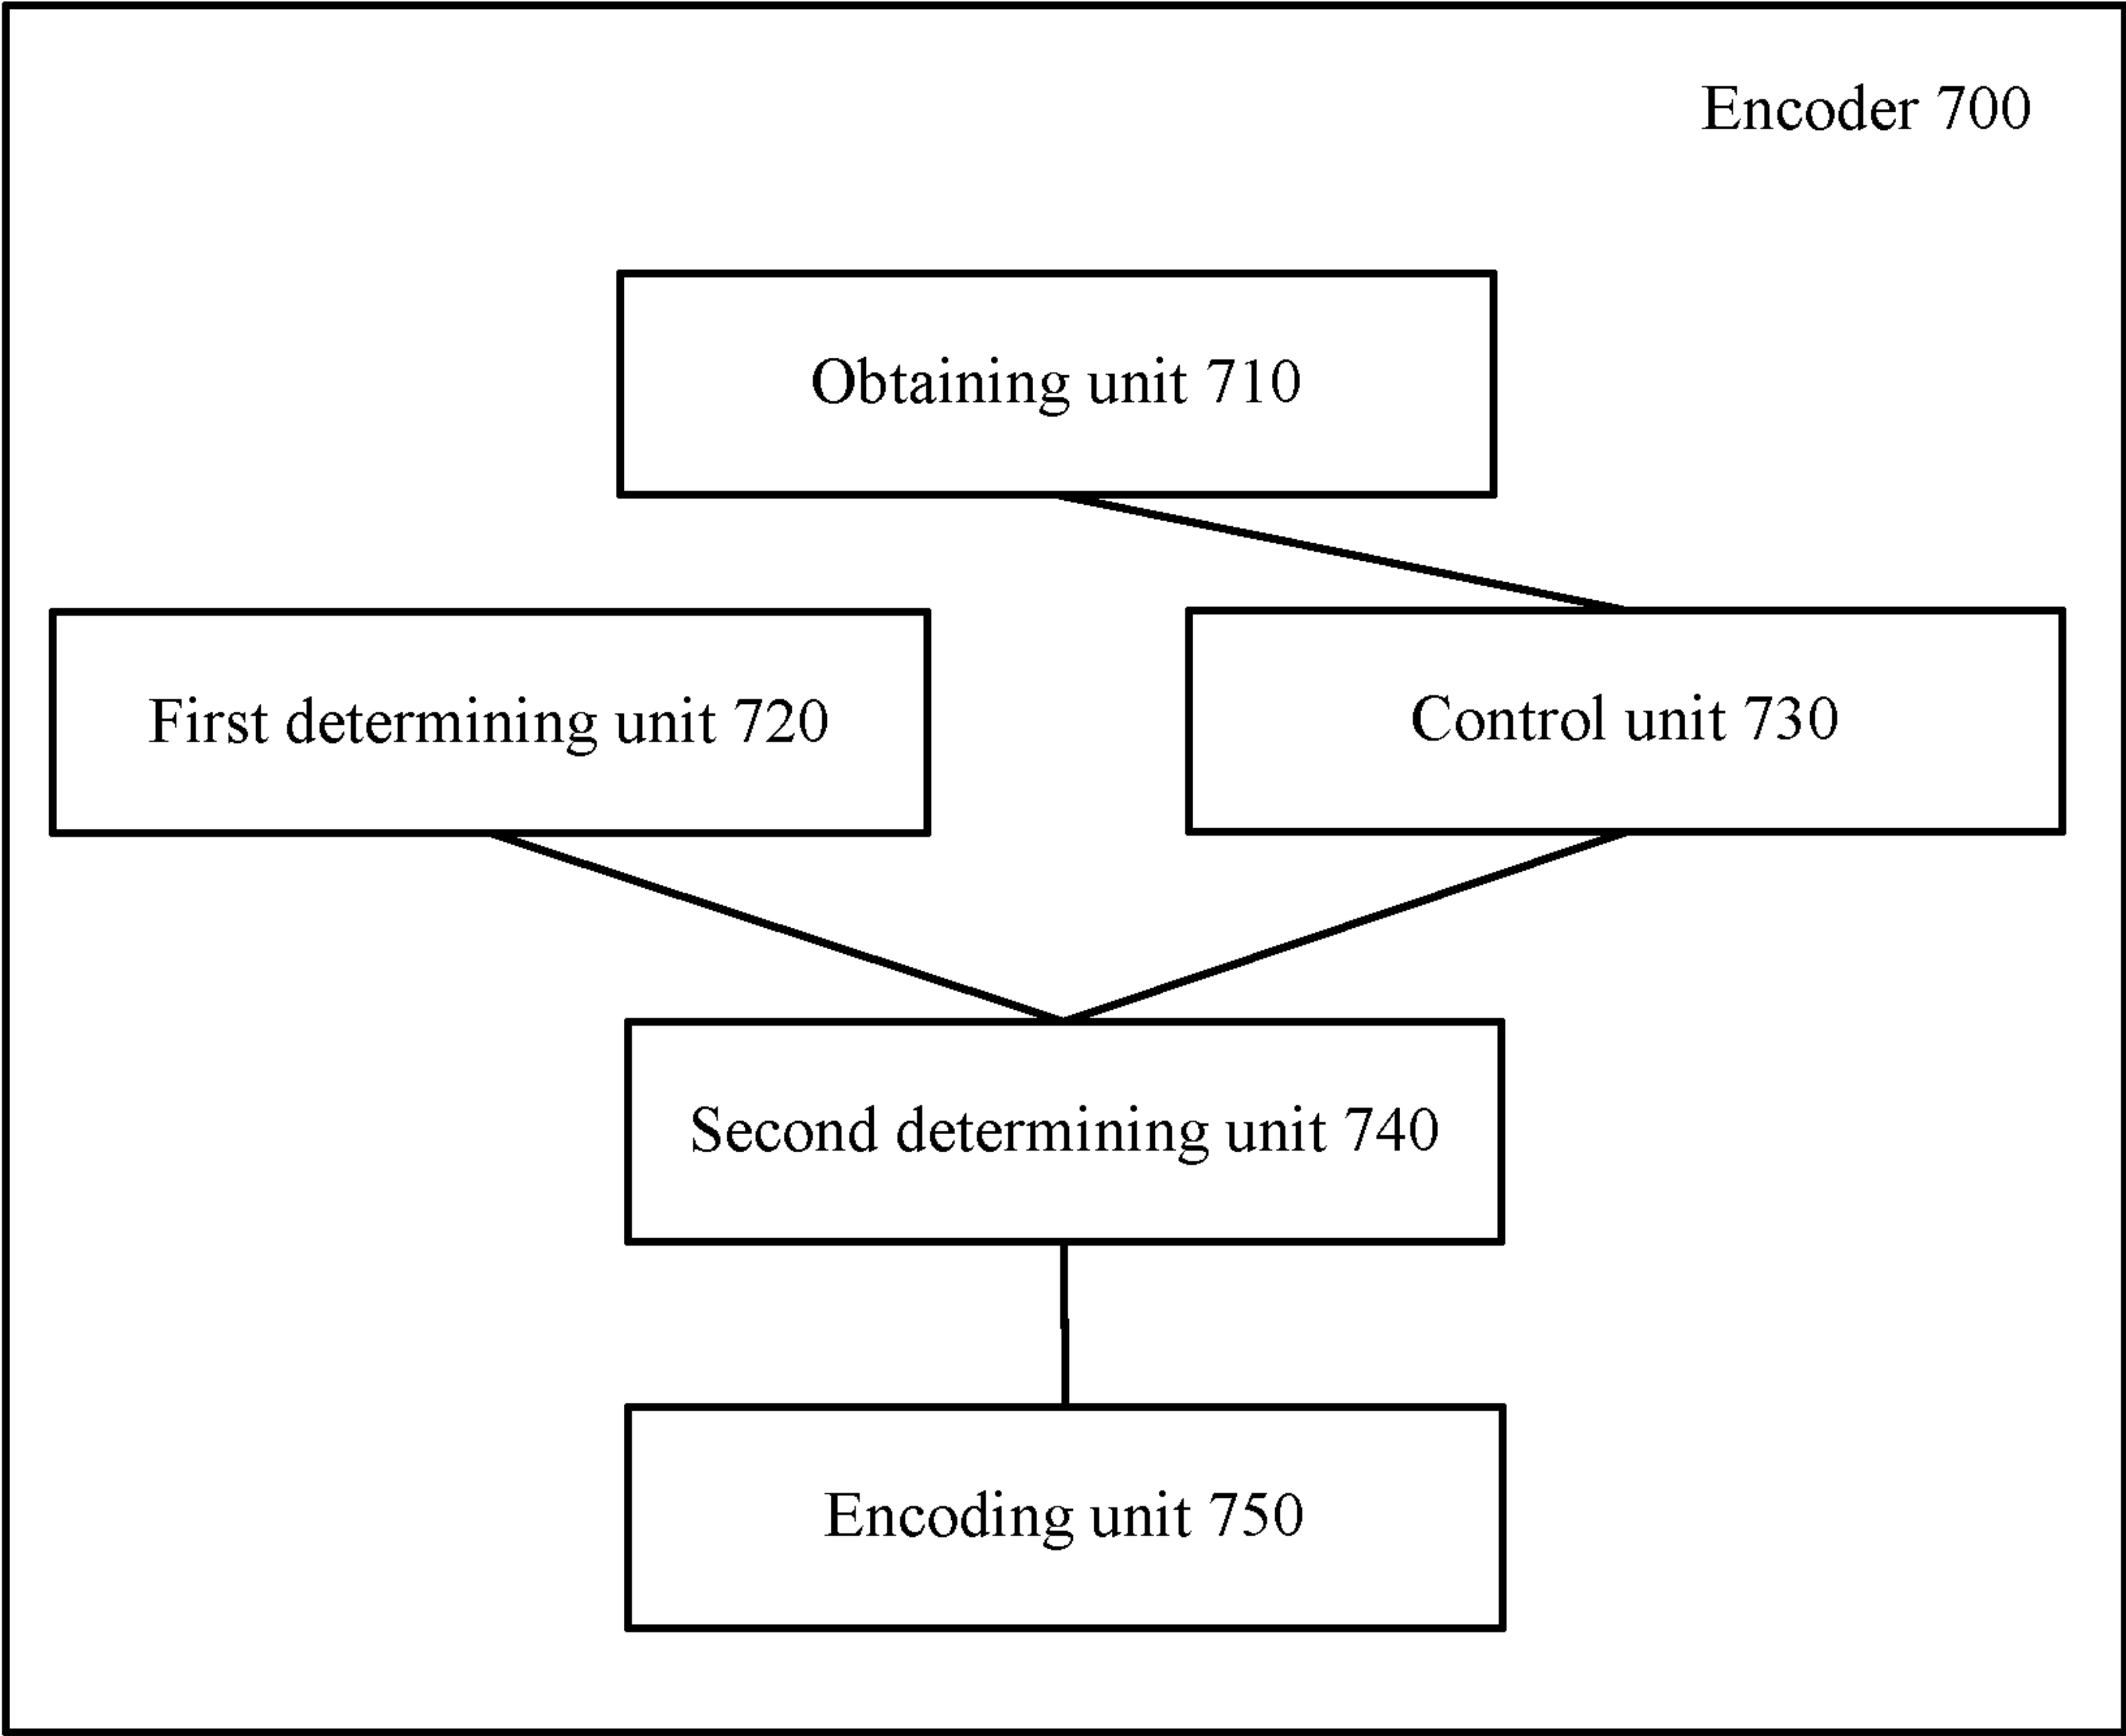 Encoder 700
Obtaining unit 710
First determining unit 720
Control unit 730
Second determining unit 740
Encoding unit 750